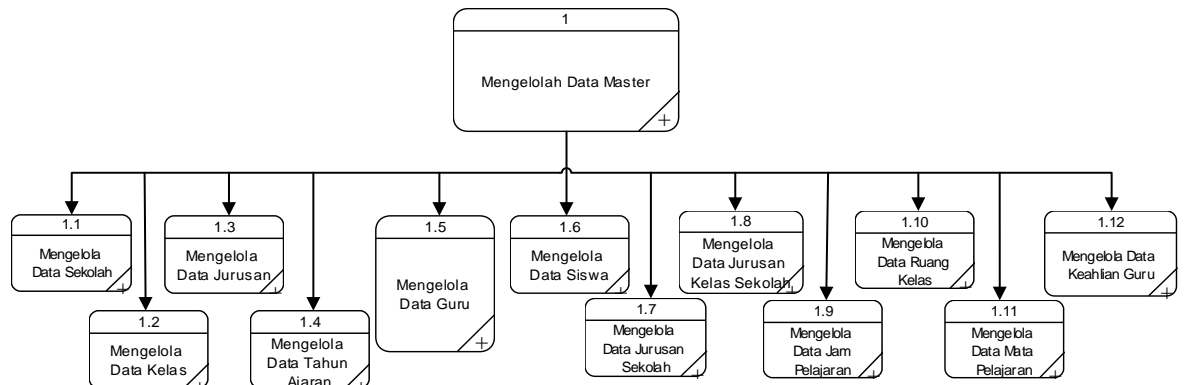 1
Mengelolah Data Master
1.1
Mengelola
Data Sekolah
1.2
Mengelola
Data Kelas
1.3
Mengelola
Data Jurusan
1.4
Mengelola
Data Tahun
Ajaran
1.5
Mengelola
Data Guru
1.6
Mengelola
Data Siswa
1.7
Mengelola
Data Jurusan
Sekolah
1.8
Mengelola
Data Jurusan
Kelas Sekolah
1.9
Mengelola
Data Jam
Pelajaran
1.10
Mengelola
Data Ruang
Kelas
1.11
Mengelola
Data Mata
Pelajaran
1.12
Mengelola Data
Keahlian Guru